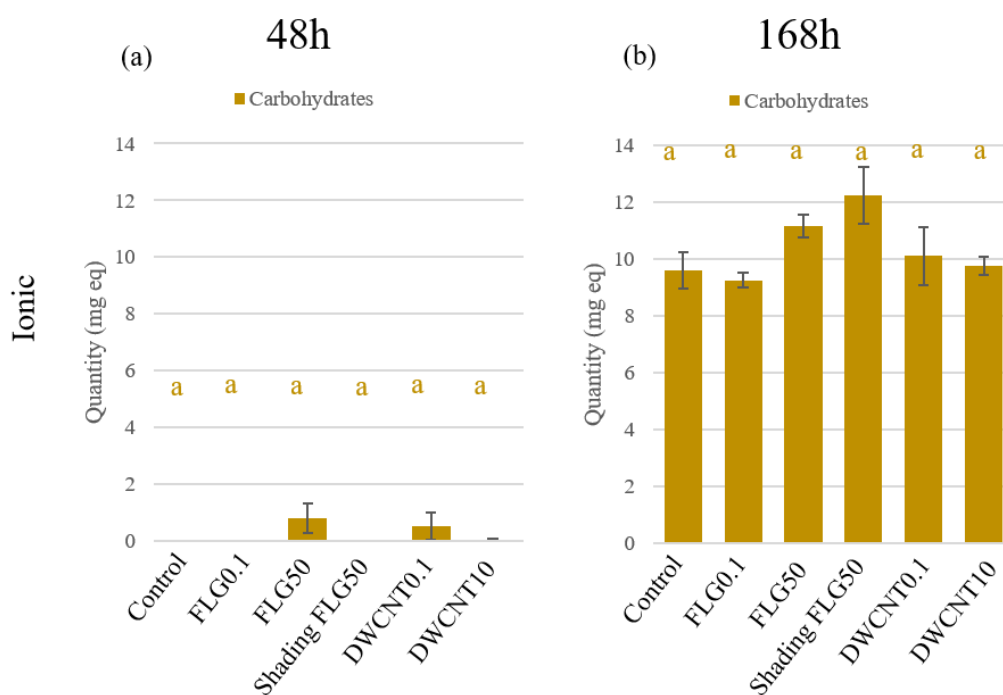 48h
168h
(a)
(b)
Carbohydrates
Carbohydrates
Ionic
Quantity (mg eq)
14
12
10
8
6
4
2
0
a a a a a a
Control
FLG0.1
FLG50
Shading FLG50
DWCNT0.1
DWCNT10
Quantity (mg eq)
14
12
10
8
6
4
2
0
a a a a a a
Control
FLG0.1
FLG50
Shading FLG50
DWCNT0.1
DWCNT10